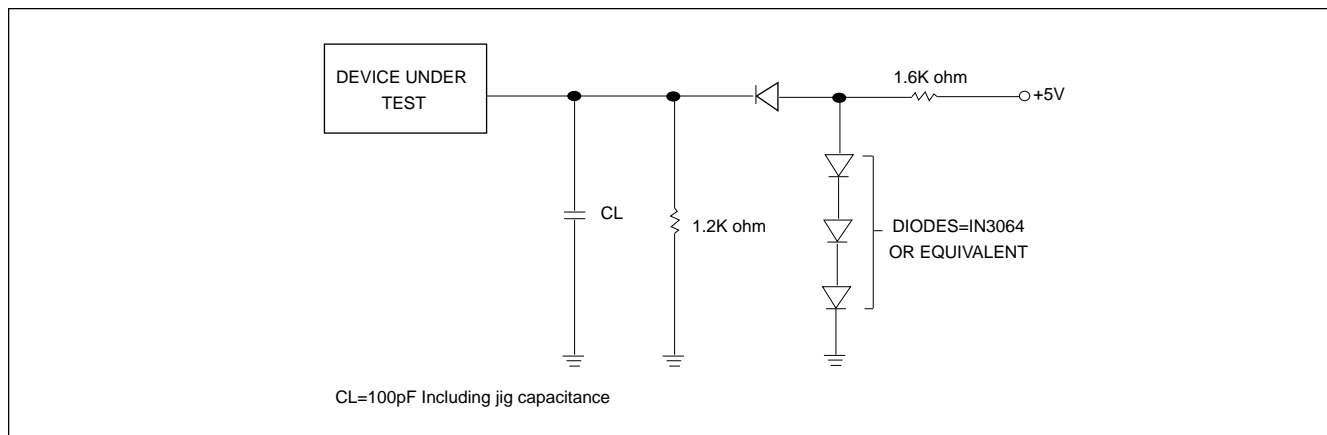 DEVICE UNDER
TEST
1.6K ohm
+5V
CL
1.2K ohm
DIODES=IN3064
OR EQUIVALENT
CL=100pF Including jig capacitance